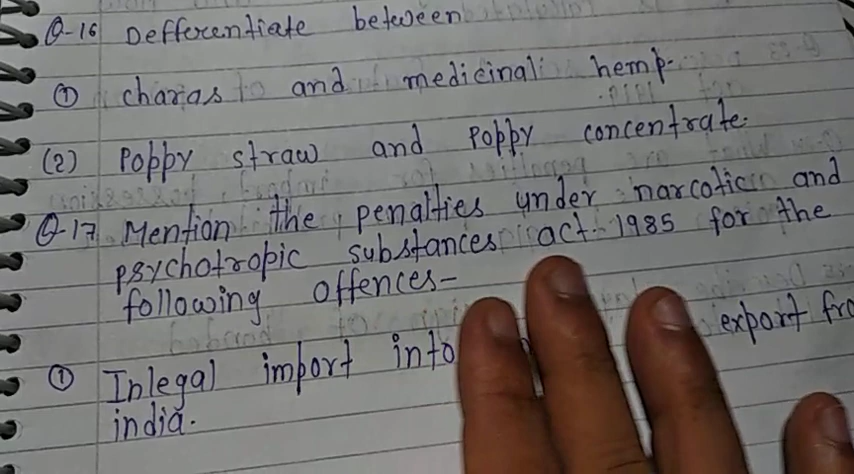 Q-16 Defferentiate between
① charas and medicinal hemp.
(2) Poppy straw and Poppy concentrate.
Q-17 Mention the penalties under narcotic and
psychotropic substances act. 1985 for the
following offences-
① Inlegal import into export
india.